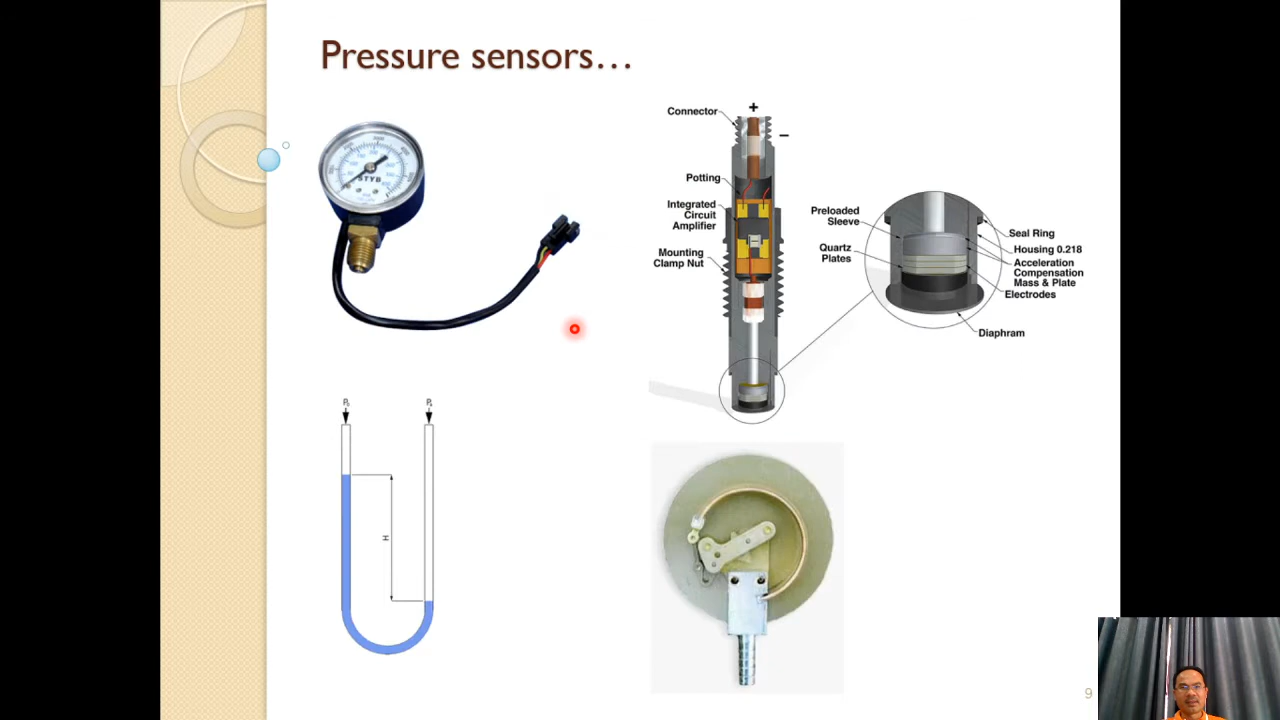 Pressure sensors…
STYB
Connector
+
–
Potting
Integrated
Circuit
Amplifier
Mounting
Clamp Nut
Preloaded
Sleeve
Quartz
Plates
Seal Ring
Housing 0.218
Acceleration
Compensation
Mass & Plate
Electrodes
Diaphram
H
9